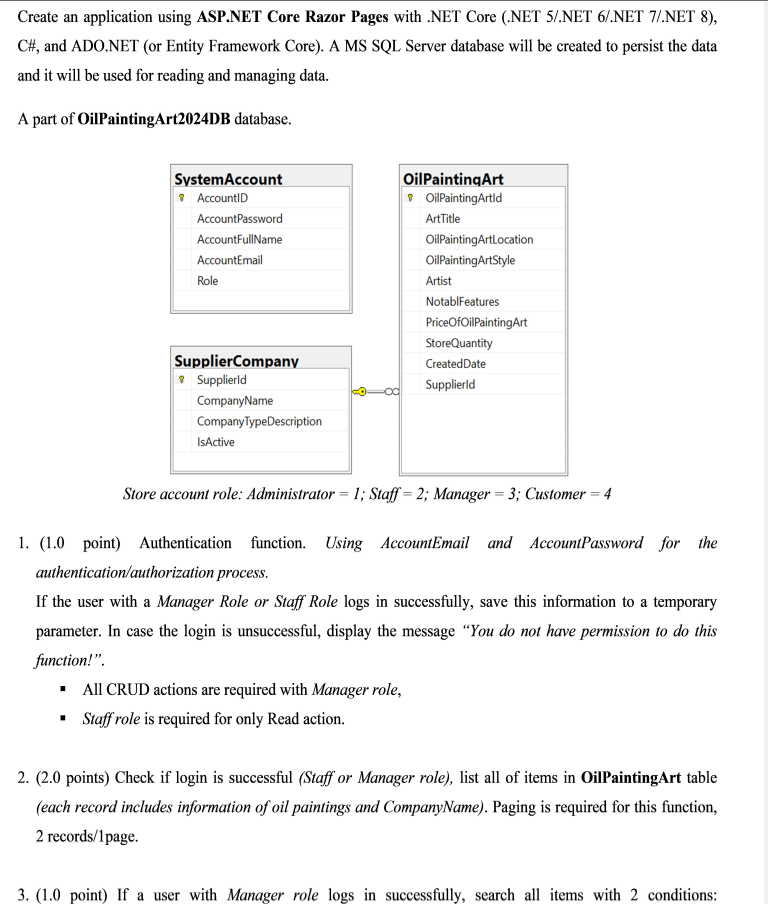 Create an application using ASP.NET Core Razor Pages with .NET Core (.NET 5/.NET 6/.NET 7/.NET 8),
C#, and ADO.NET (or Entity Framework Core). A MS SQL Server database will be created to persist the data
and it will be used for reading and managing data.
A part of OilPaintingArt2024DB database.
SystemAccount
AccountID
AccountPassword
AccountFullName
AccountEmail
Role
SupplierCompany
SupplierId
CompanyName
CompanyTypeDescription
IsActive
OilPaintingArt
OilPaintingArtId
ArtTitle
OilPaintingArtLocation
OilPaintingArtStyle
Artist
NotablFeatures
PriceOfOilPaintingArt
StoreQuantity
CreatedDate
SupplierId
Store account role: Administrator = 1; Staff = 2; Manager = 3; Customer = 4
1. (1.0 point) Authentication function. Using AccountEmail and AccountPassword for the
authentication/authorization process.
If the user with a Manager Role or Staff Role logs in successfully, save this information to a temporary
parameter. In case the login is unsuccessful, display the message “You do not have permission to do this
function!”.
▪ All CRUD actions are required with Manager role,
▪ Staff role is required for only Read action.
2. (2.0 points) Check if login is successful (Staff or Manager role), list all of items in OilPaintingArt table
(each record includes information of oil paintings and CompanyName). Paging is required for this function,
2 records/1page.
3. (1.0 point) If a user with Manager role logs in successfully, search all items with 2 conditions: